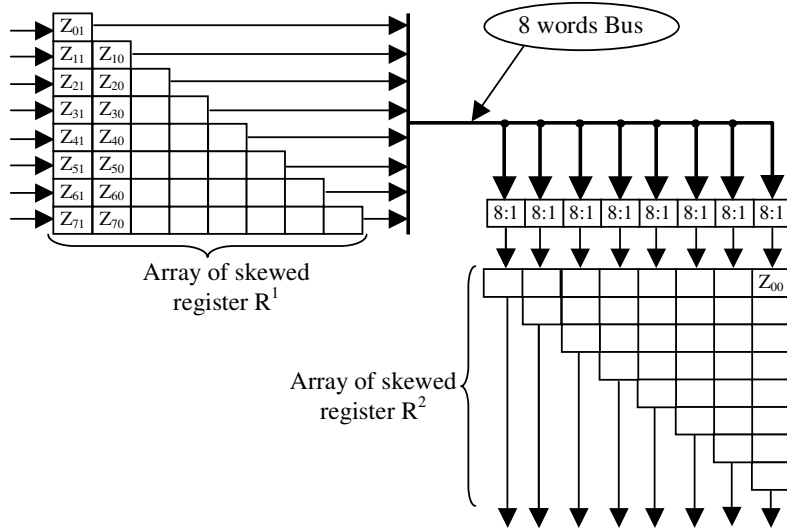 8 words Bus
Z₀₁
Z₁₁ Z₁₀
Z₂₁ Z₂₀
Z₃₁ Z₃₀
Z₄₁ Z₄₀
Z₅₁ Z₅₀
Z₆₁ Z₆₀
Z₇₁ Z₇₀
Array of skewed
register R¹
8:1 8:1 8:1 8:1 8:1 8:1 8:1 8:1
Z₀₀
Array of skewed
register R²